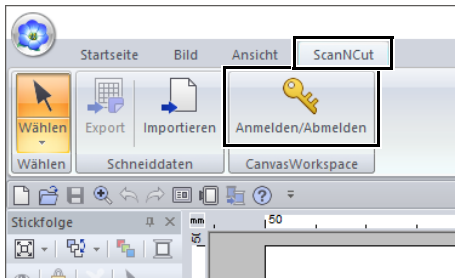 Startseite Bild Ansicht ScanNCut
Wählen Export Importieren Anmelden/Abmelden
Wählen Schneiddaten CanvasWorkspace
Stickfolge mm 50